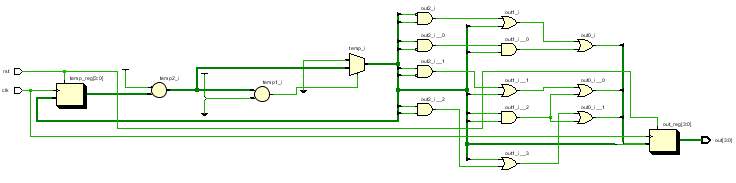 out2_i
out1_i
out2_i__0
out1_i__0
out0_i
temp_i
out2_i__1
rst
temp_reg[3:0]
temp2_i
temp1_i
out1_i__1
out0_i__0
clk
out2_i__2
out1_i__2
out0_i__1
out_reg[3:0]
out[3:0]
out1_i__3